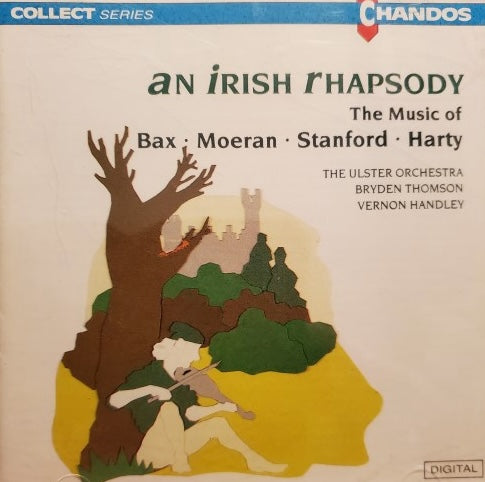 COLLECT SERIES
CHANDOS
AN IRISH RHAPSODY
The Music of
Bax · Moeran · Stanford · Harty
THE ULSTER ORCHESTRA
BRYDEN THOMSON
VERNON HANDLEY
DIGITAL